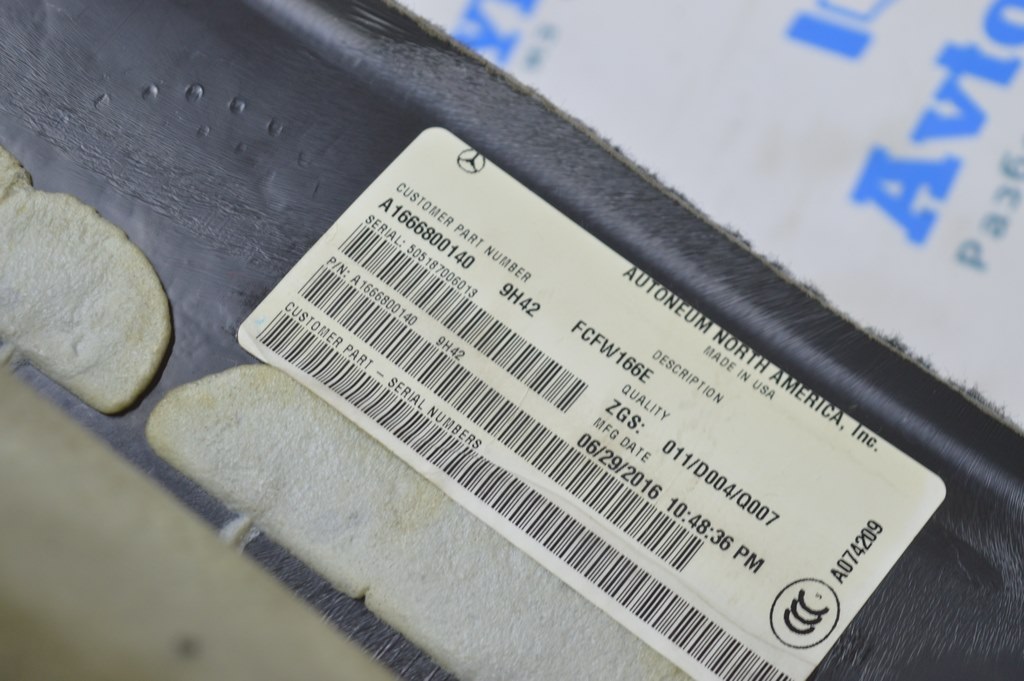 AUTONEUM NORTH AMERICA, Inc.
MADE IN USA
CUSTOMER PART NUMBER
A1666800140 9H42
DESCRIPTION
FCFW166E
SERIAL: 505187006013
QUALITY
ZGS: 011/D004/Q007
P/N: A1666800140 9H42
MFG DATE
06/29/2016 10:48:36 PM
CUSTOMER PART - SERIAL NUMBERS
A074209
CCC
Avto
Разб